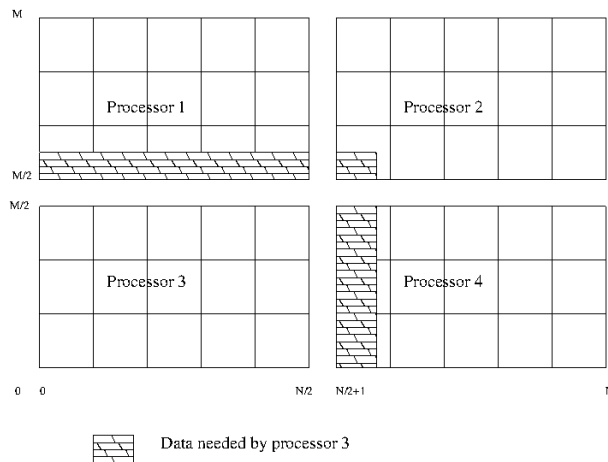 M
Processor 1
Processor 2
M/2
M/2
Processor 3
Processor 4
0 0 N/2 N/2+1 N
Data needed by processor 3